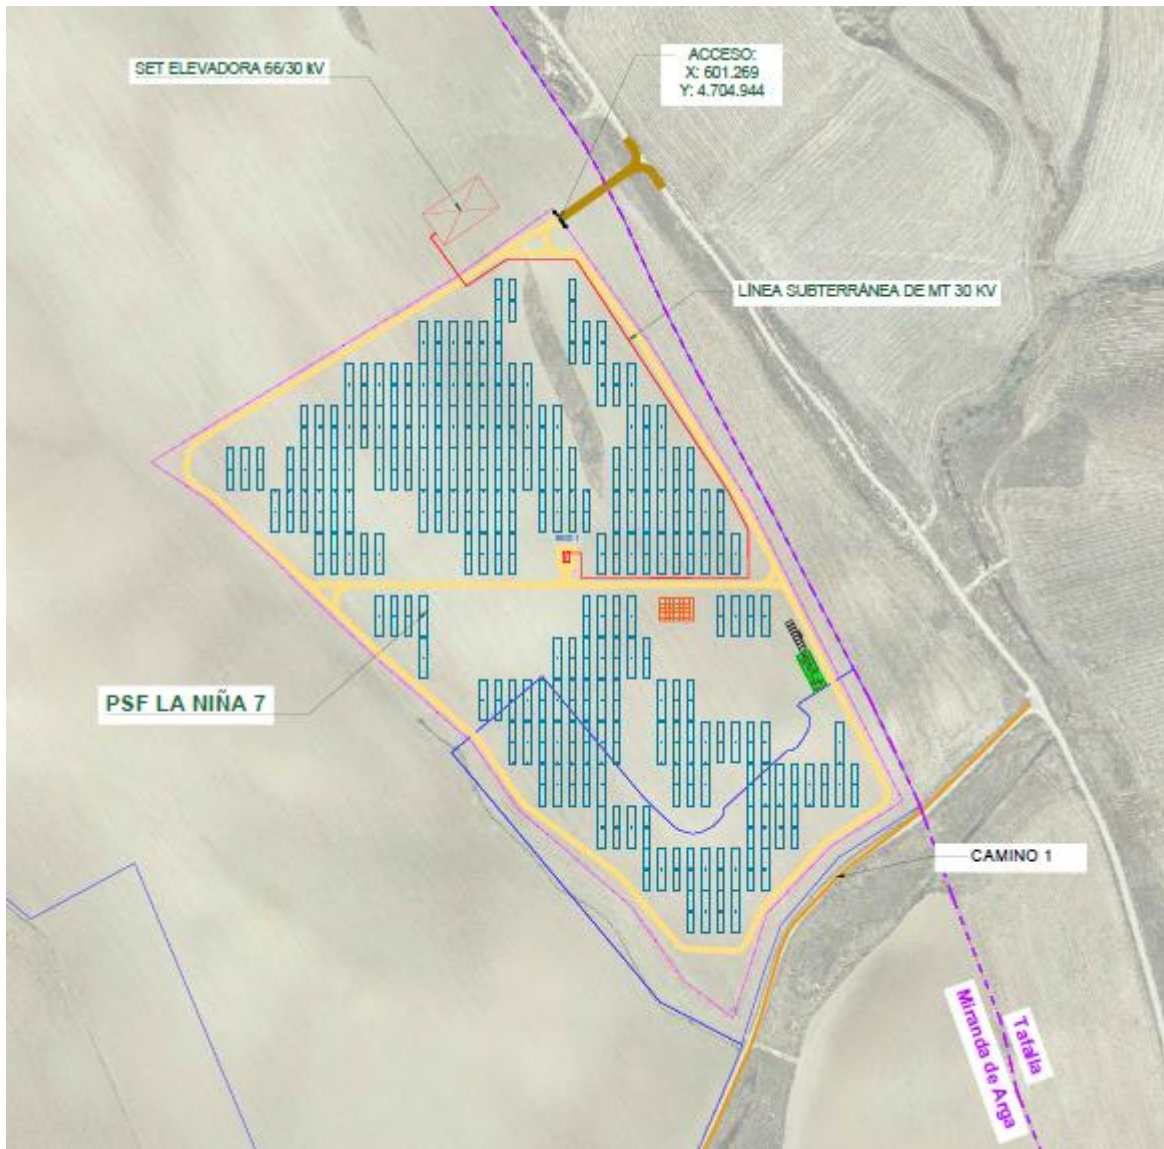 SET ELEVADORA 66/30 kV
ACCESO:
X: 601.269
Y: 4.704.944
LÍNEA SUBTERRÁNEA DE MT 30 KV
PSF LA NIÑA 7
CAMINO 1
Tafalla
Miranda de Arga